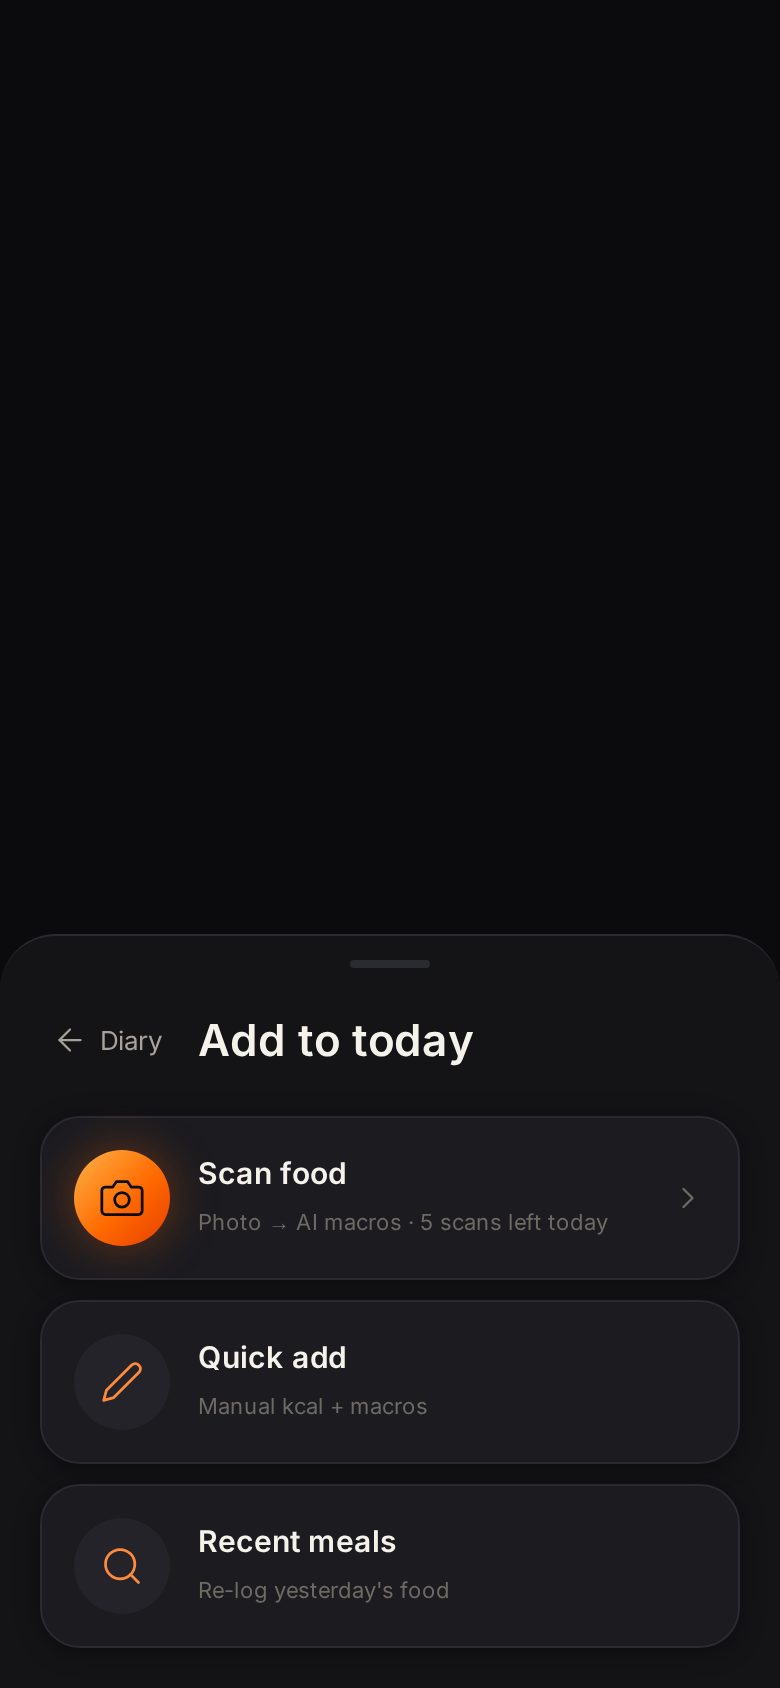 Diary
Add to today
Scan food
Photo → AI macros · 5 scans left today
Quick add
Manual kcal + macros
Recent meals
Re-log yesterday's food